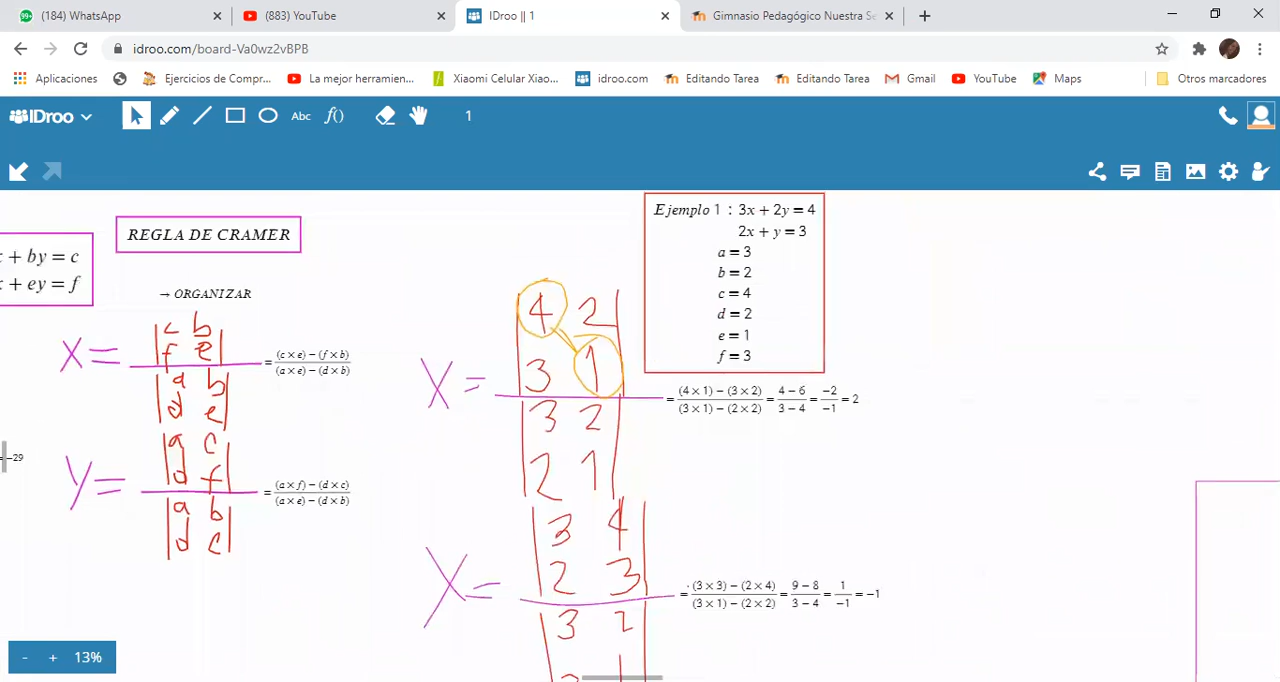 99+ (184) WhatsApp × (883) YouTube × IDroo || 1 × Gimnasio Pedagógico Nuestra Se × +
idroo.com/board-Va0wz2vBPB
Aplicaciones Ejercicios de Compr... La mejor herramien... Xiaomi Celular Xiao... idroo.com Editando Tarea Editando Tarea Gmail YouTube Maps Otros marcadores
IDroo Abc f() 1
+ by = c
+ ey = f
REGLA DE CRAMER
→ ORGANIZAR
X = |c b|
|f e|
|a b|
|d e|
= (c × e) − (f × b)
(a × e) − (d × b)
Y = |a c|
|d f|
|a b|
|d c|
= (a × f) − (d × c)
(a × e) − (d × b)
=−29
Ejemplo 1 : 3x + 2y = 4
2x + y = 3
a = 3
b = 2
c = 4
d = 2
e = 1
f = 3
X = |4 2|
|3 1|
|3 2|
|2 1|
= (4 × 1) − (3 × 2) = 4 − 6 = −2 = 2
(3 × 1) − (2 × 2) 3 − 4 −1
X = |3 4|
|2 3|
|3 2|
= (3 × 3) − (2 × 4) = 9 − 8 = 1 = −1
(3 × 1) − (2 × 2) 3 − 4 −1
- + 13%